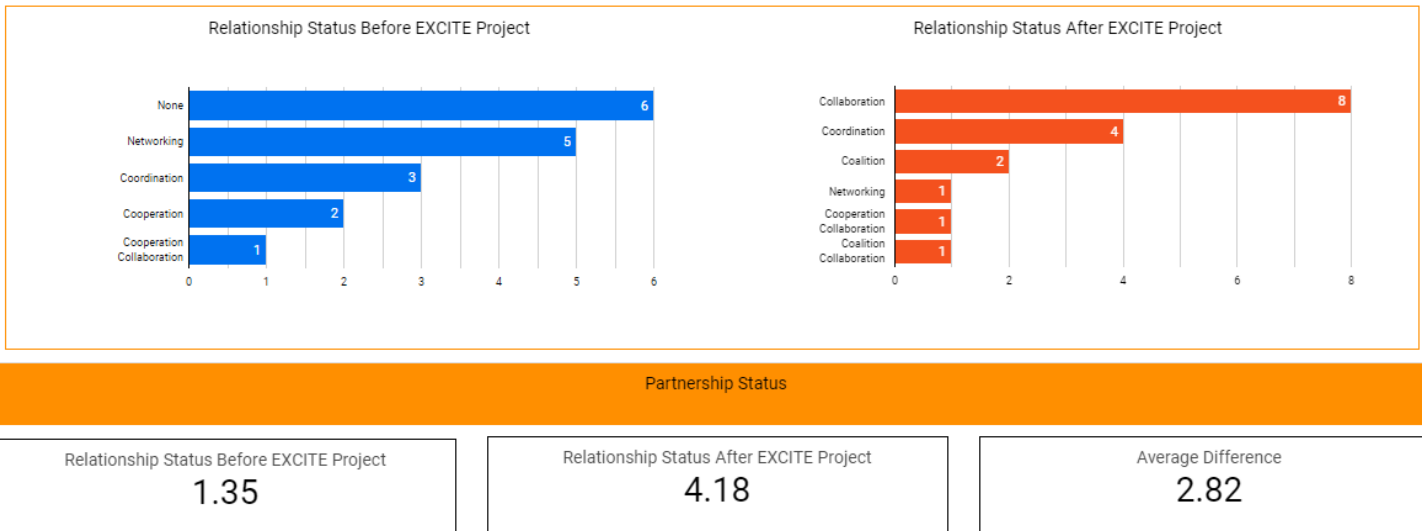 Relationship Status Before EXCITE Project
None
6
Networking
5
Coordination
3
Cooperation
2
Cooperation
Collaboration
1
0 1 2 3 4 5 6
Relationship Status After EXCITE Project
Collaboration
8
Coordination
4
Coalition
2
Networking
1
Cooperation
Collaboration
1
Coalition
Collaboration
1
0 2 4 6 8
Partnership Status
Relationship Status Before EXCITE Project
1.35
Relationship Status After EXCITE Project
4.18
Average Difference
2.82